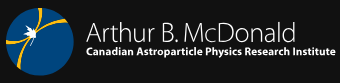 Arthur B. McDonald
Canadian Astroparticle Physics Research Institute